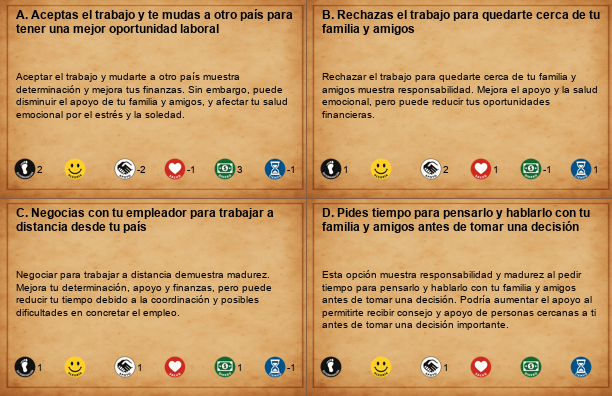 A. Aceptas el trabajo y te mudas a otro país para
tener una mejor oportunidad laboral
Aceptar el trabajo y mudarte a otro país muestra
determinación y mejora tus finanzas. Sin embargo, puede
disminuir el apoyo de tu familia y amigos, y afectar tu salud
emocional por el estrés y la soledad.
2 -2 -1 3 -1
B. Rechazas el trabajo para quedarte cerca de tu
familia y amigos
Rechazar el trabajo para quedarte cerca de tu familia y
amigos muestra responsabilidad. Mejora el apoyo y la salud
emocional, pero puede reducir tus oportunidades
financieras.
1 2 1 -1 1
C. Negocias con tu empleador para trabajar a
distancia desde tu país
Negociar para trabajar a distancia demuestra madurez.
Mejora tu determinación, apoyo y finanzas, pero puede
reducir tu tiempo debido a la coordinación y posibles
dificultades en concretar el empleo.
1 1 1 -1
D. Pides tiempo para pensarlo y hablarlo con tu
familia y amigos antes de tomar una decisión
Esta opción muestra responsabilidad y madurez al pedir
tiempo para pensarlo y hablarlo con tu familia y amigos
antes de tomar una decisión. Podría aumentar el apoyo al
permitirte recibir consejo y apoyo de personas cercanas a ti
antes de tomar una decisión importante.
1